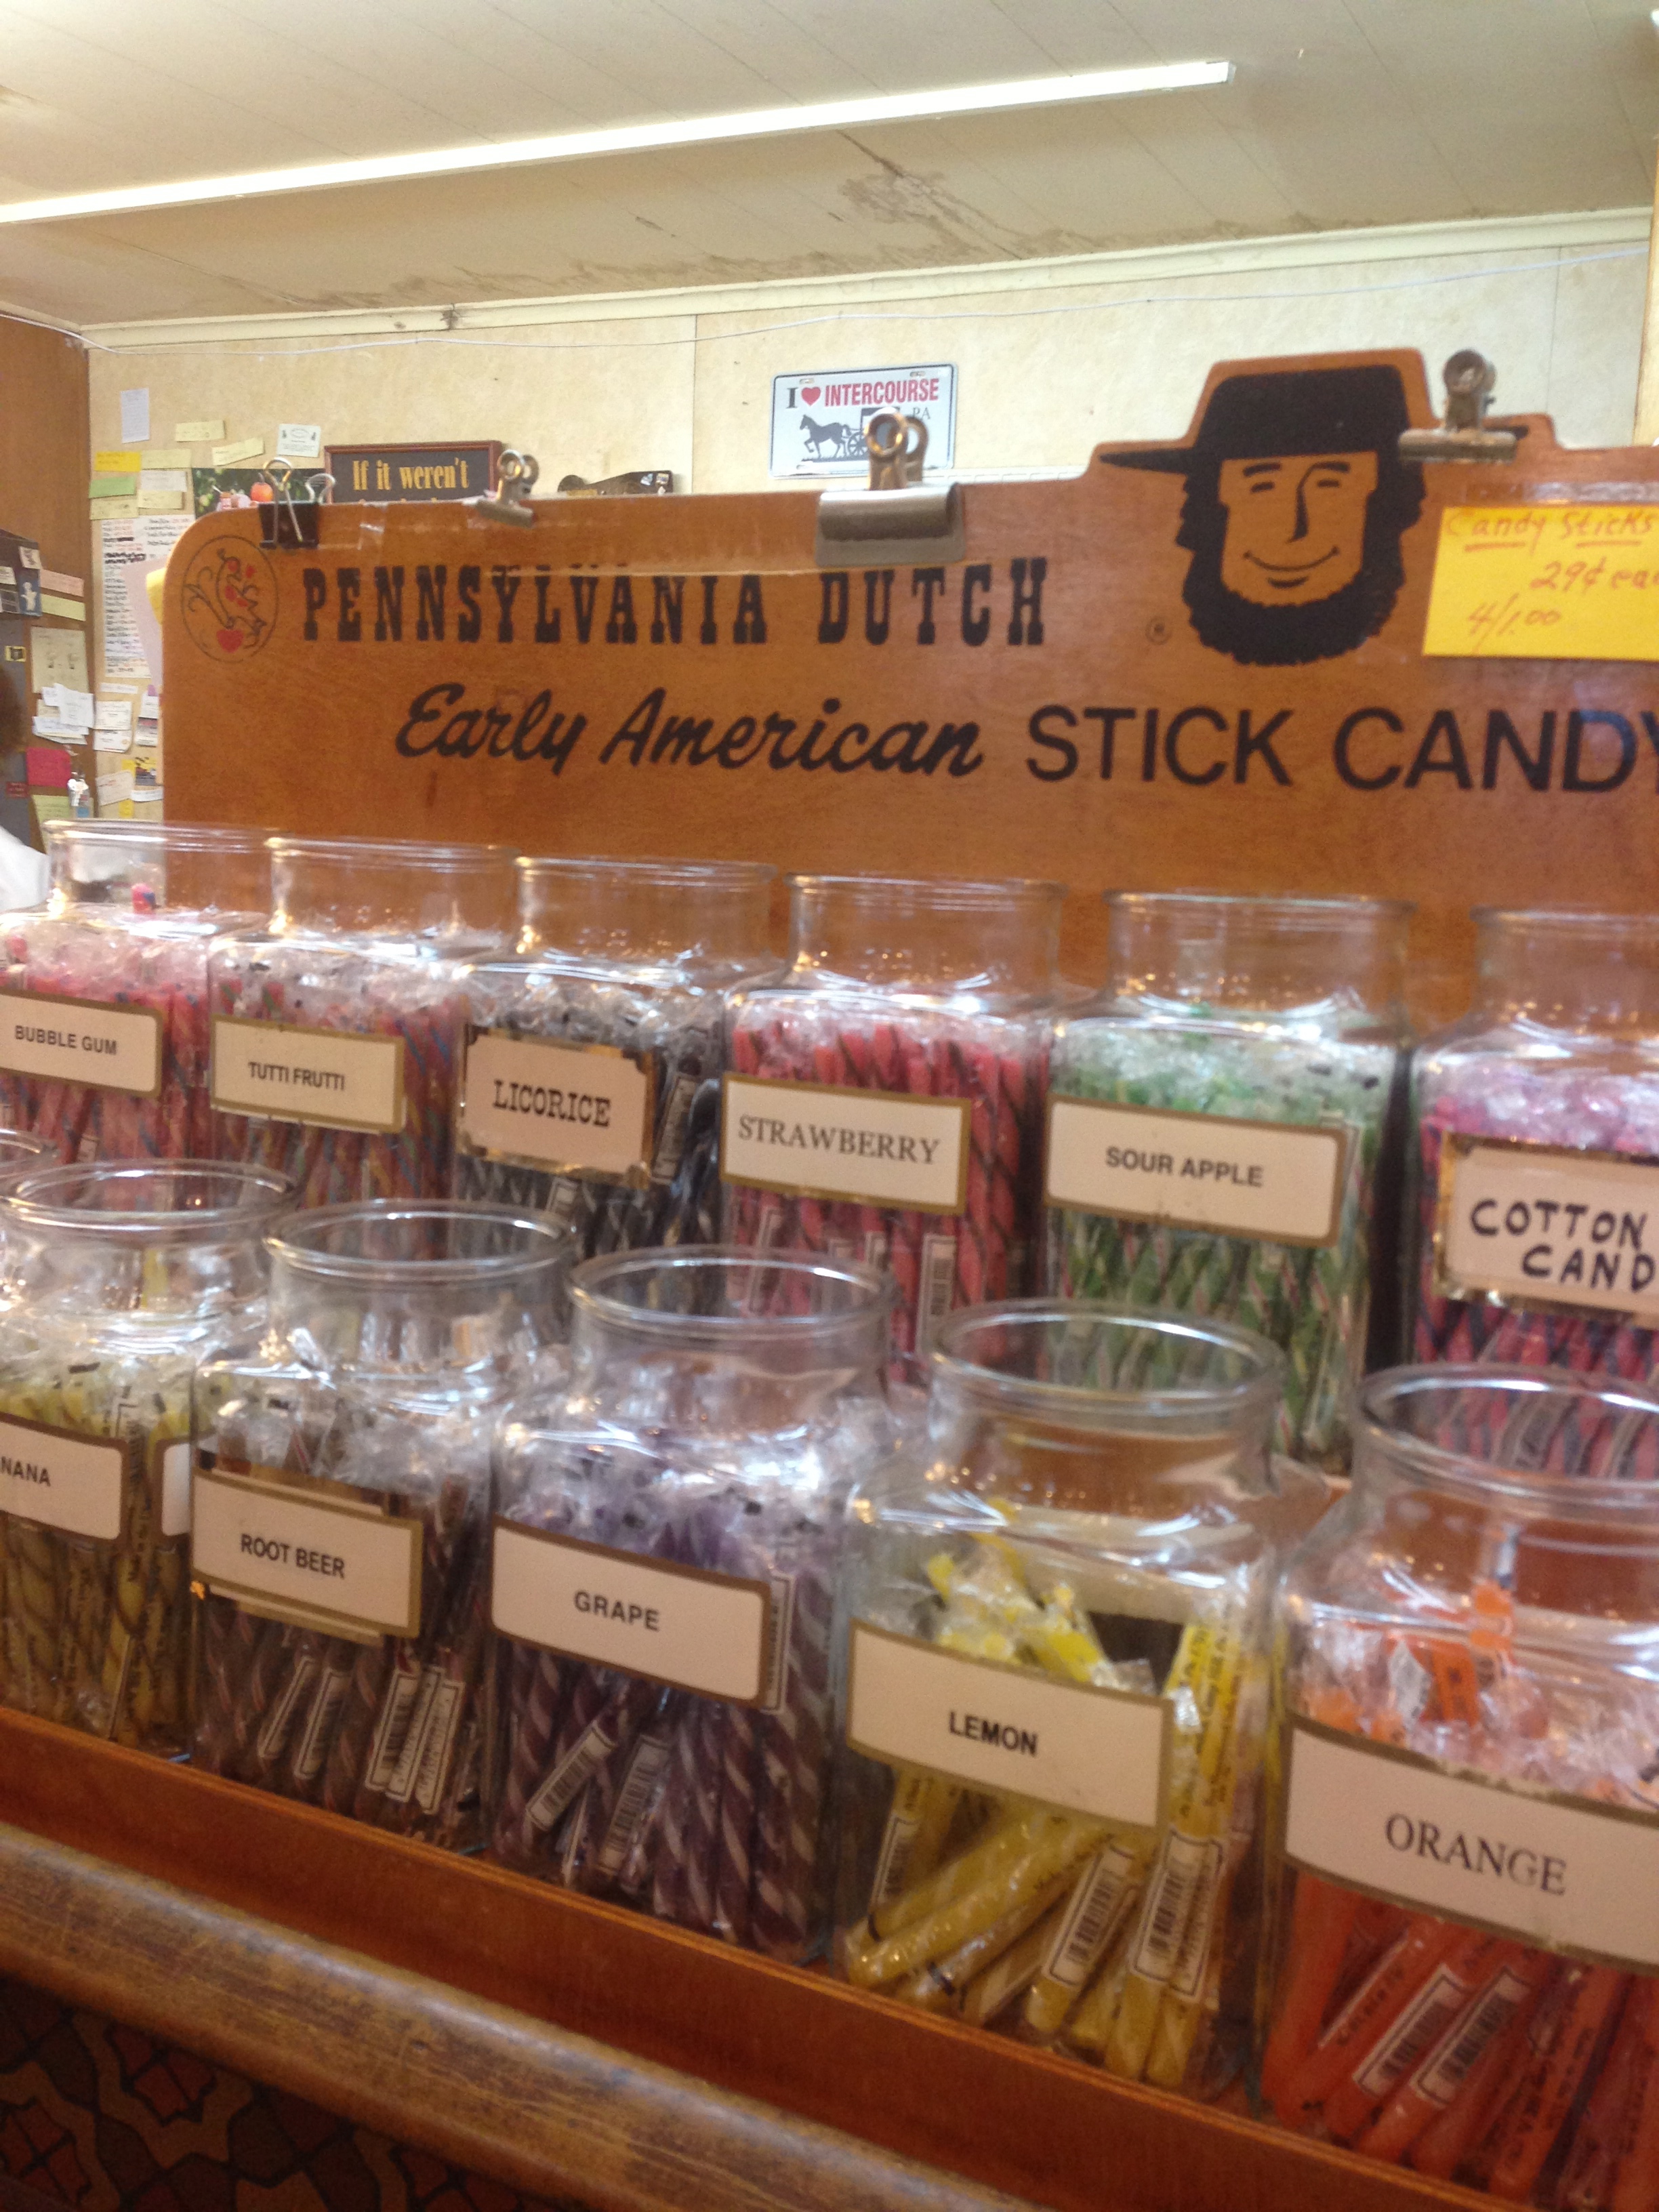 I ❤ INTERCOURSE
PA
If it weren't
PENNSYLVANIA DUTCH
®
Early American STICK CANDY
Candy Sticks
29¢ ea
4/1.00
BUBBLE GUM
TUTTI FRUTTI
LICORICE
STRAWBERRY
SOUR APPLE
COTTON
CAND
NANA
ROOT BEER
GRAPE
LEMON
ORANGE